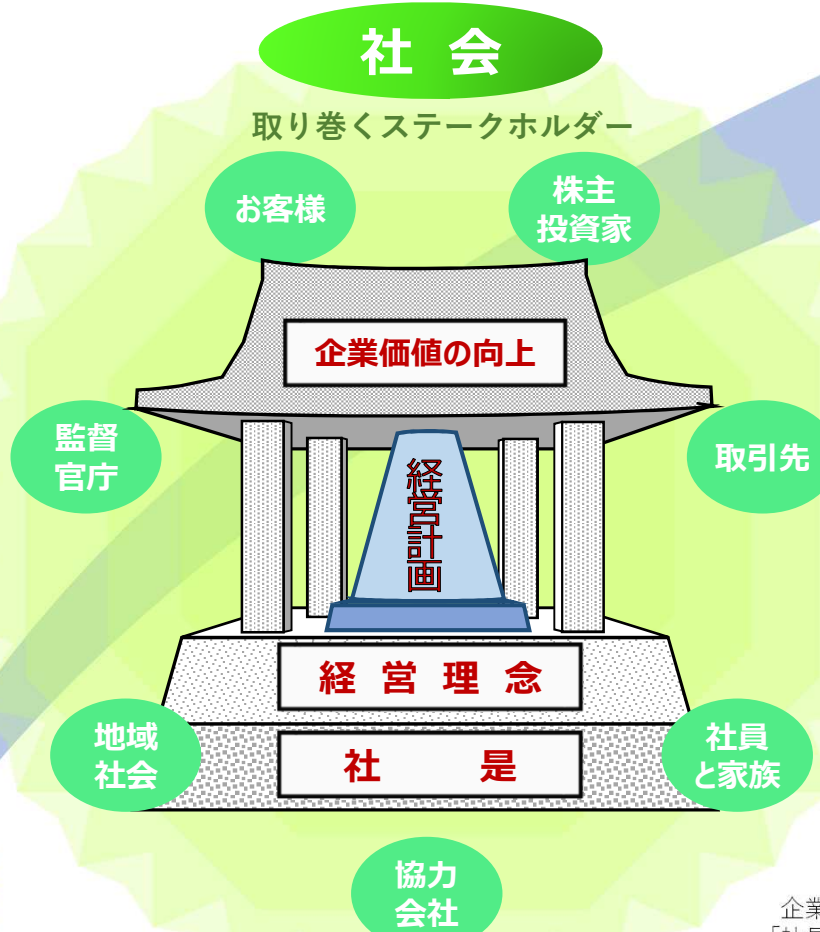 社 会
取り巻くステークホルダー
お客様
株主
投資家
企業価値の向上
監督
官庁
取引先
経営計画
経 営 理 念
地域
社会
社 是
社員
と家族
協力
会社
企業